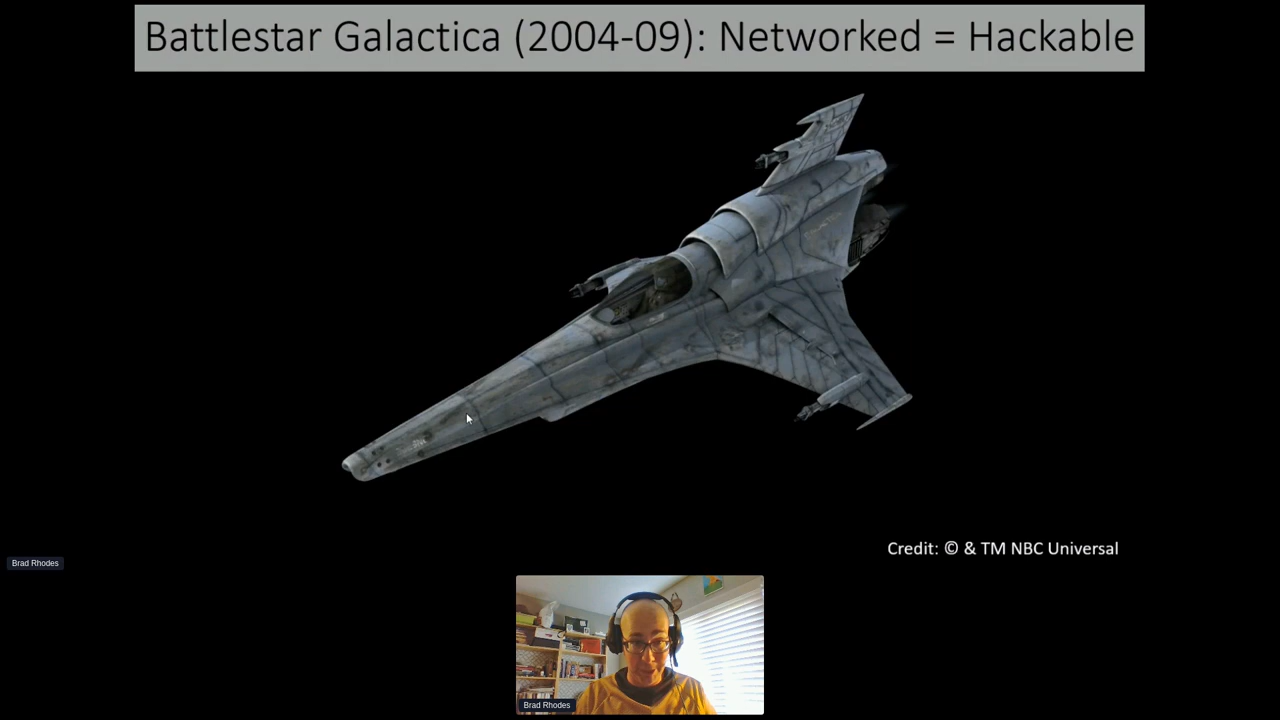 Battlestar Galactica (2004-09): Networked = Hackable
Credit: © & TM NBC Universal
Brad Rhodes
Brad Rhodes